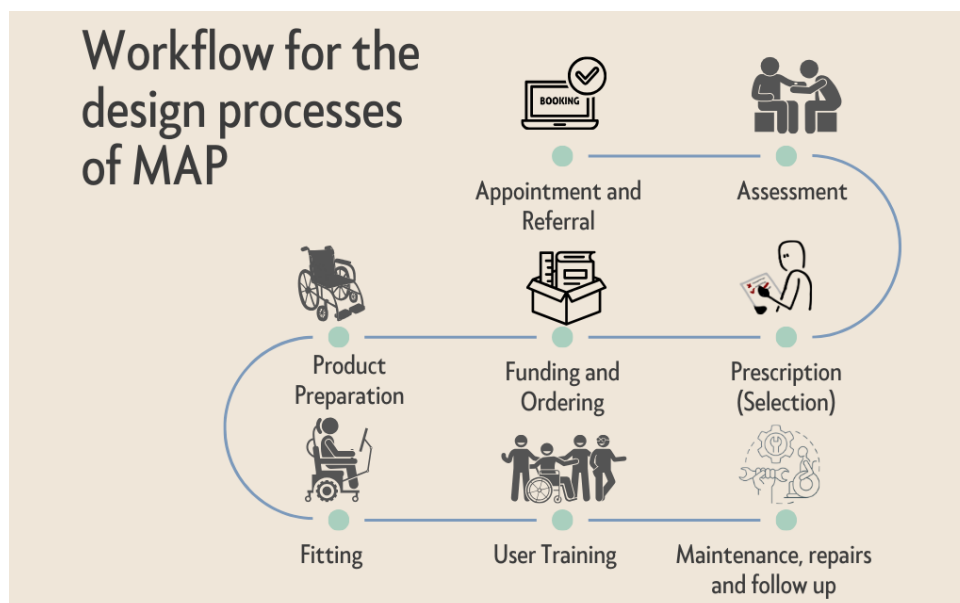 Workflow for the
design processes
of MAP
BOOKING
Appointment and
Referral
Assessment
Prescription
(Selection)
Funding and
Ordering
Product
Preparation
Fitting
User Training
Maintenance, repairs
and follow up